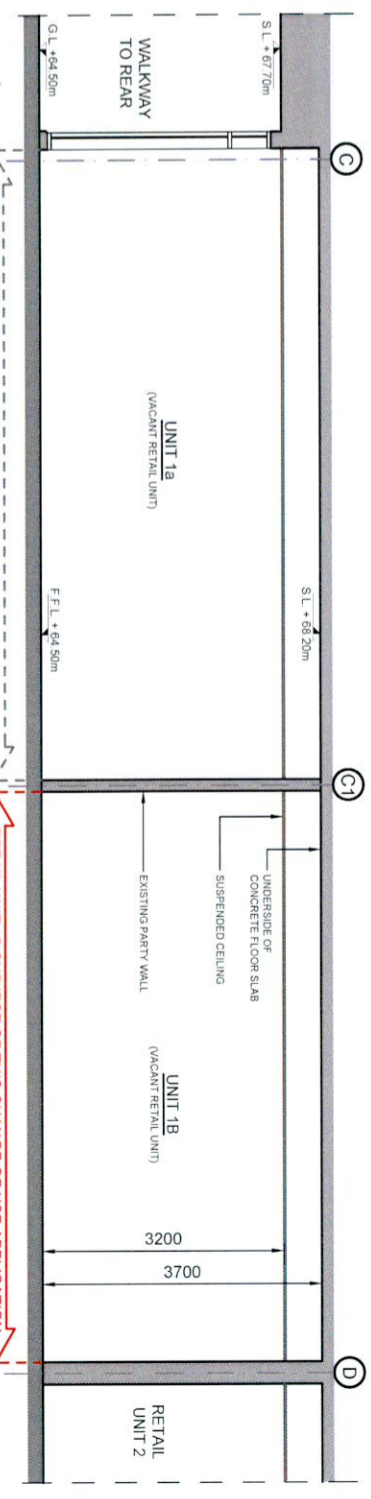 C
C1
D
S.L. +67.70m
WALKWAY
TO REAR
G.L. +64.50m
UNIT 1a
(VACANT RETAIL UNIT)
S.L. + 68.20m
F.F.L. + 64.50m
UNDERSIDE OF
CONCRETE FLOOR SLAB
SUSPENDED CEILING
EXISTING PARTY WALL
UNIT 1B
(VACANT RETAIL UNIT)
3200
3700
RETAIL
UNIT 2